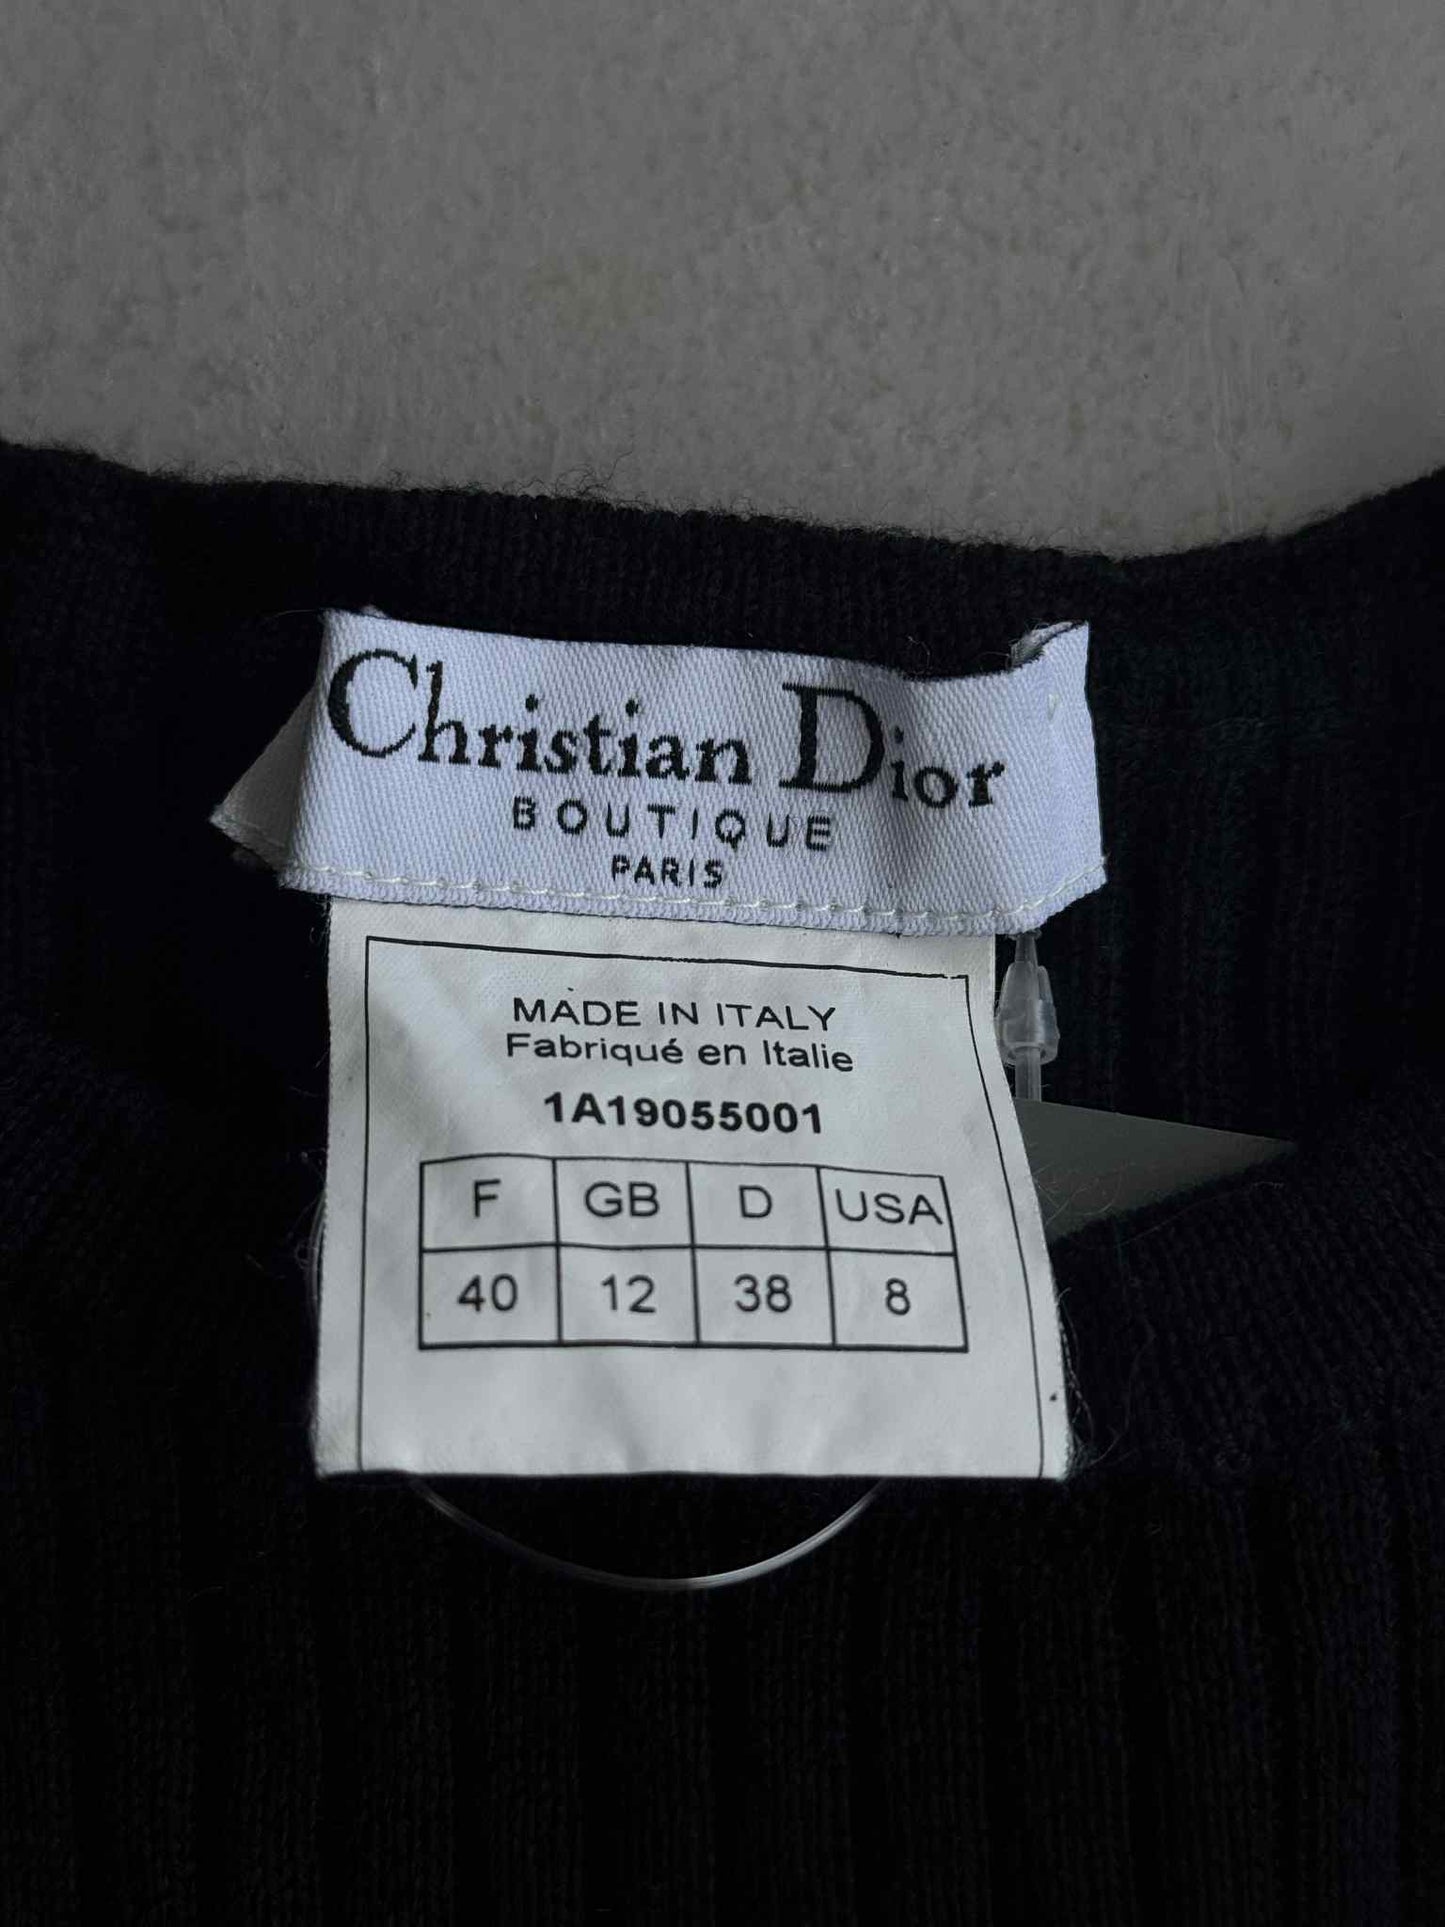 Christian Dior
BOUTIQUE
PARIS
MADE IN ITALY
Fabriqué en Italie
1A19055001
F GB D USA
40 12 38 8